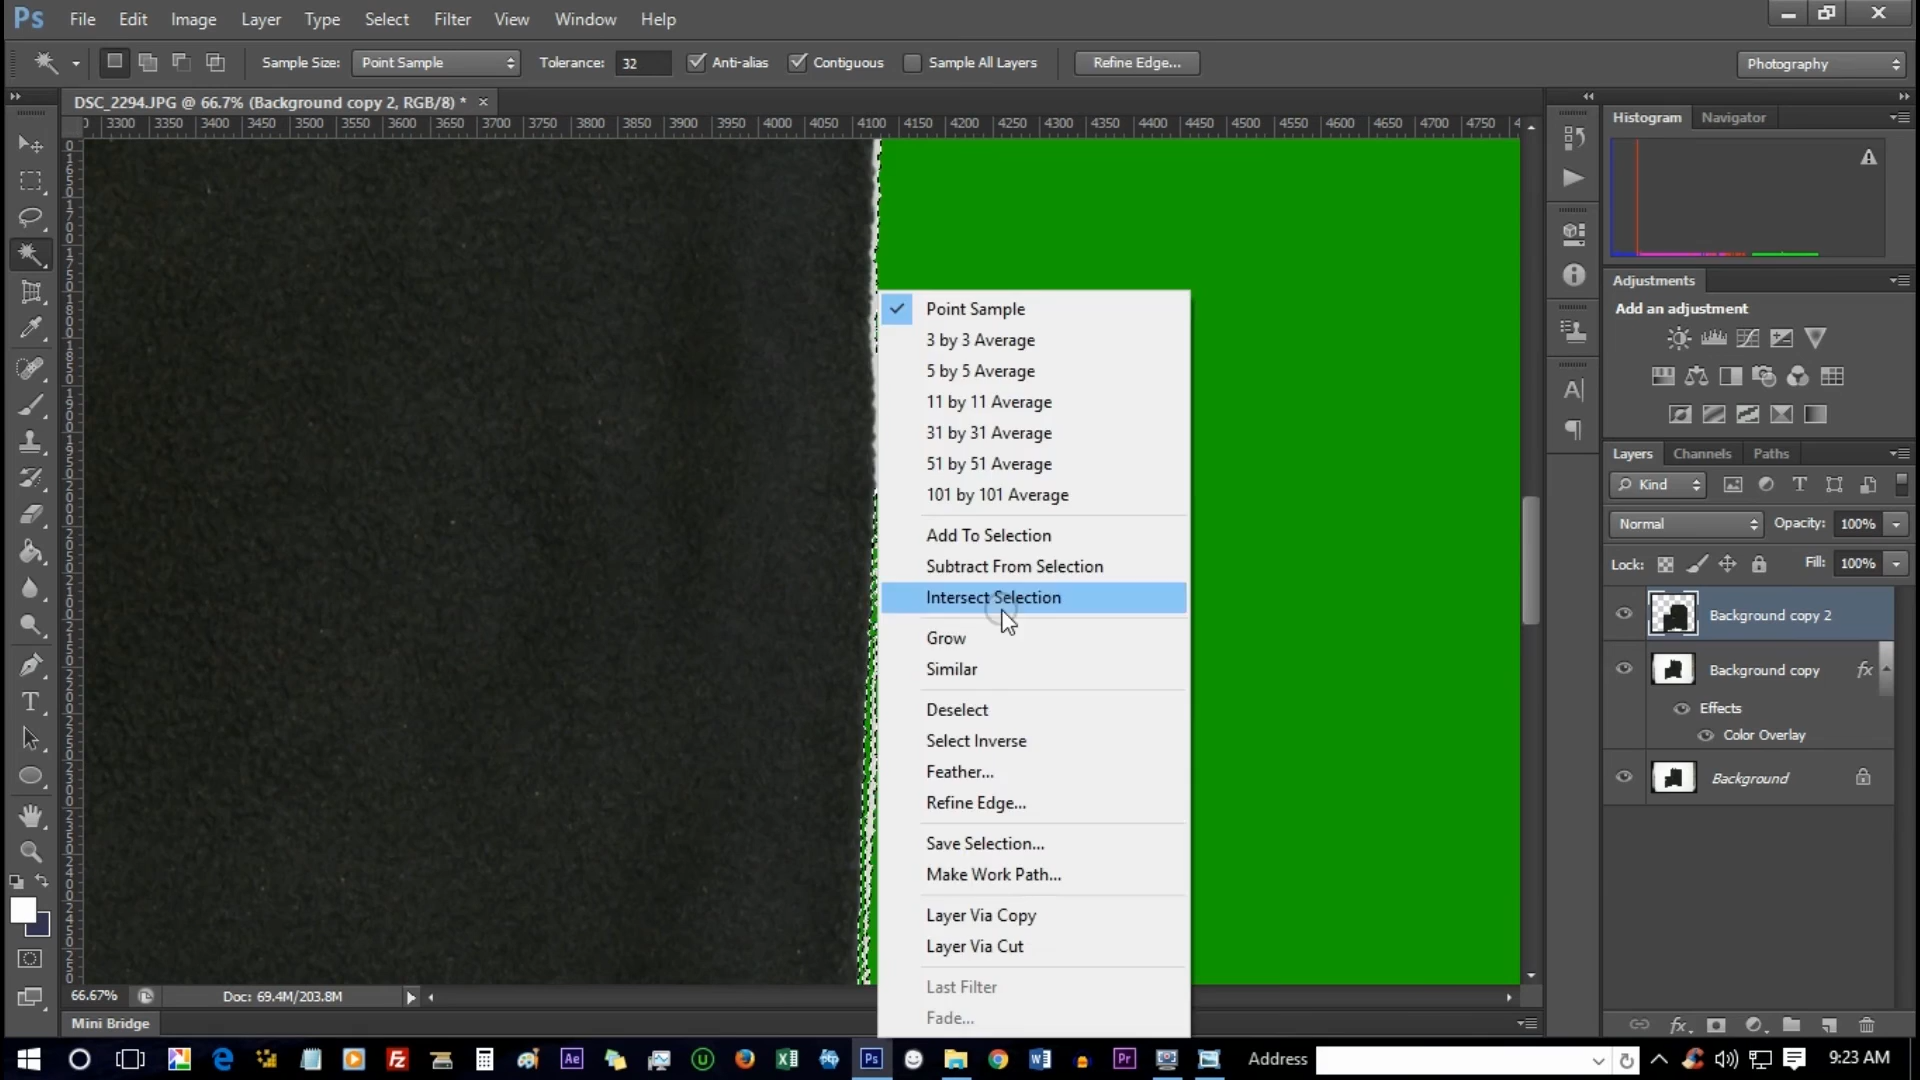 Ps File Edit Image Layer Type Select Filter View Window Help
Sample Size: Point Sample Tolerance: 32 Anti-alias Contiguous Sample All Layers Refine Edge... Photography
DSC_2294.JPG @ 66.7% (Background copy 2, RGB/8) * ×
3300 3350 3400 3450 3500 3550 3600 3650 3700 3750 3800 3850 3900 3950 4000 4050 4100 4150 4200 4250 4300 4350 4400 4450 4500 4550 4600 4650 4700 4750
Histogram Navigator
Adjustments
Add an adjustment
Point Sample
3 by 3 Average
5 by 5 Average
11 by 11 Average
31 by 31 Average
51 by 51 Average
101 by 101 Average
Add To Selection
Subtract From Selection
Intersect Selection
Grow
Similar
Deselect
Select Inverse
Feather...
Refine Edge...
Save Selection...
Make Work Path...
Layer Via Copy
Layer Via Cut
Last Filter
Fade...
Layers Channels Paths
Kind
Normal Opacity: 100%
Lock: Fill: 100%
Background copy 2
Background copy fx
Effects
Color Overlay
Background
66.67% Doc: 69.4M/203.8M
Mini Bridge
Address 9:23 AM